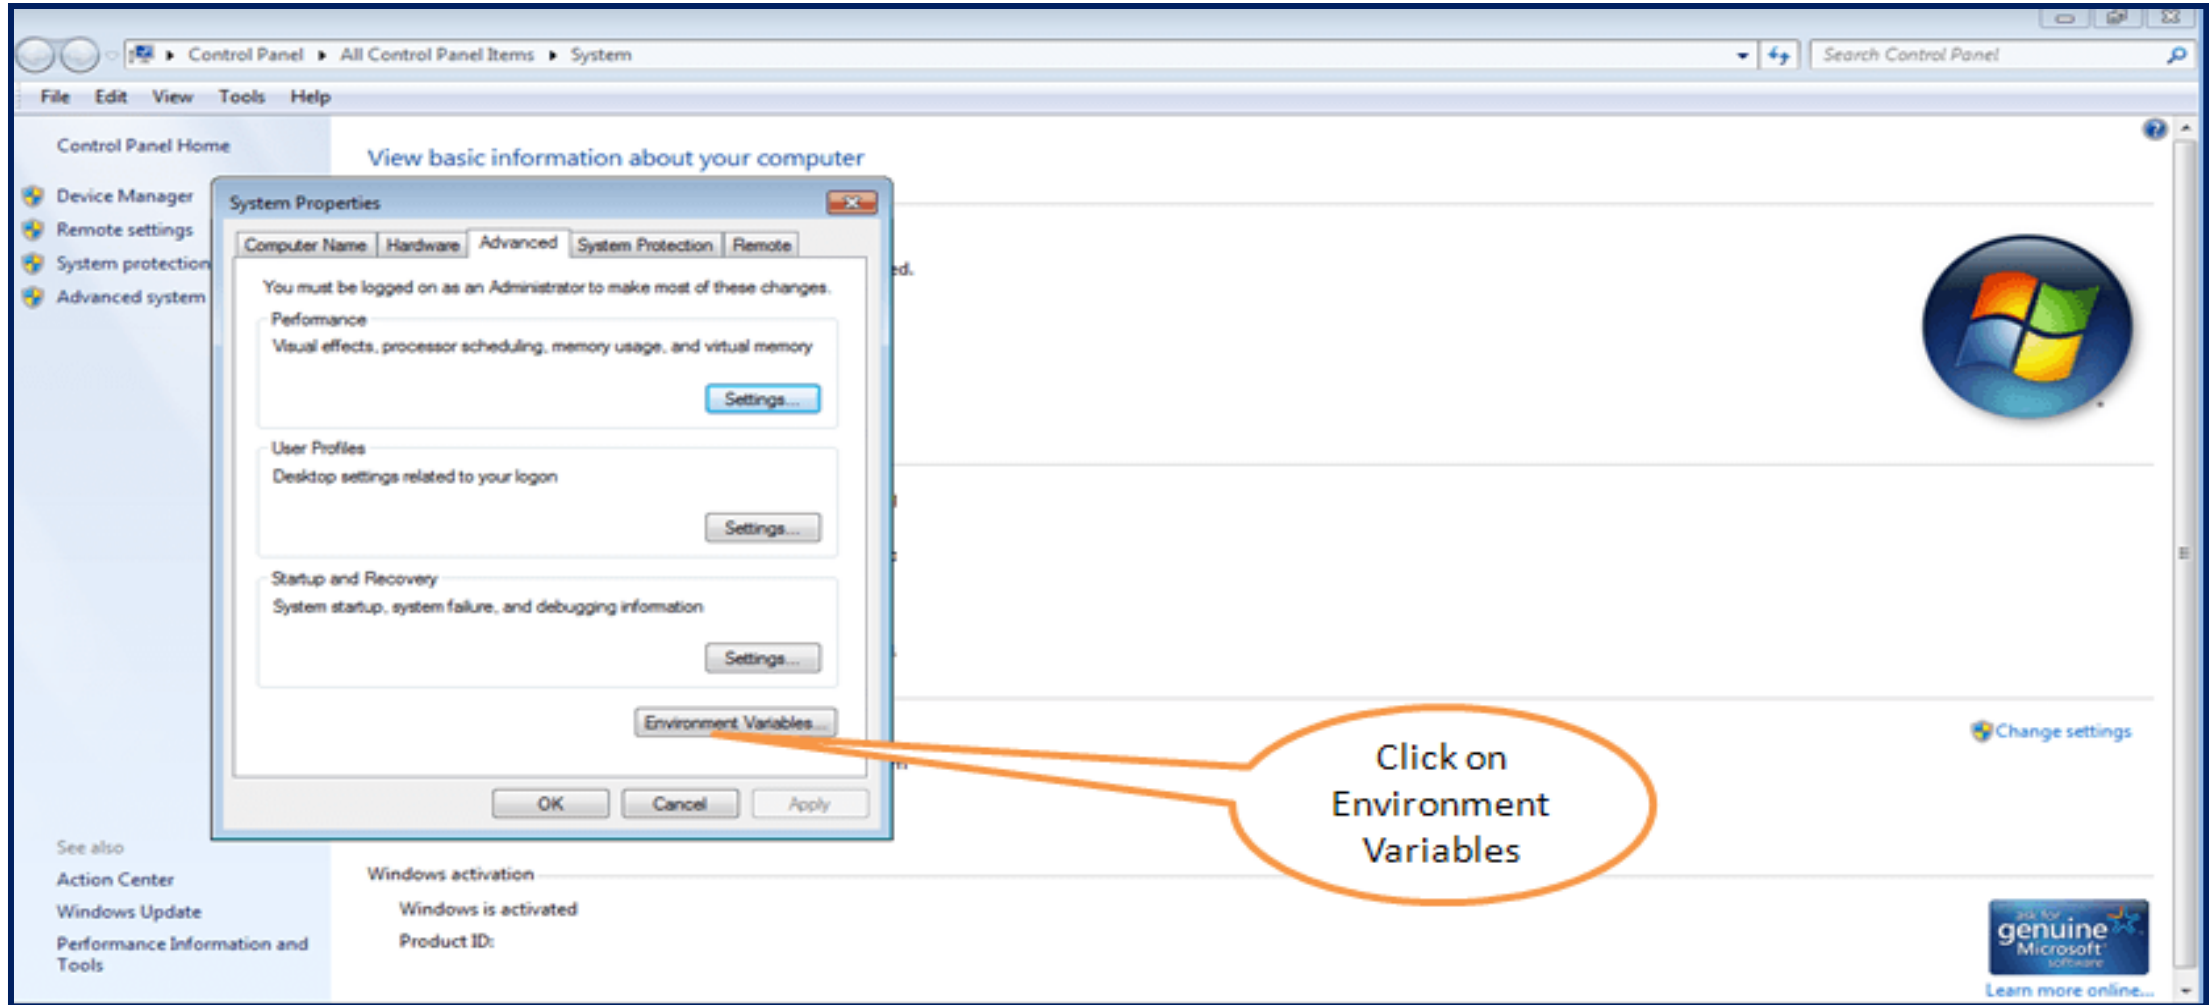 Control Panel ▸ All Control Panel Items ▸ System
Search Control Panel
File Edit View Tools Help
Control Panel Home
Device Manager
Remote settings
System protection
Advanced system
View basic information about your computer
System Properties
Computer Name Hardware Advanced System Protection Remote
You must be logged on as an Administrator to make most of these changes.
Performance
Visual effects, processor scheduling, memory usage, and virtual memory
Settings...
User Profiles
Desktop settings related to your logon
Settings...
Startup and Recovery
System startup, system failure, and debugging information
Settings...
Environment Variables...
OK Cancel Apply
ed.
Click on
Environment
Variables
Change settings
See also
Action Center
Windows Update
Performance Information and
Tools
Windows activation
Windows is activated
Product ID:
ask for
genuine
Microsoft
software
Learn more online...